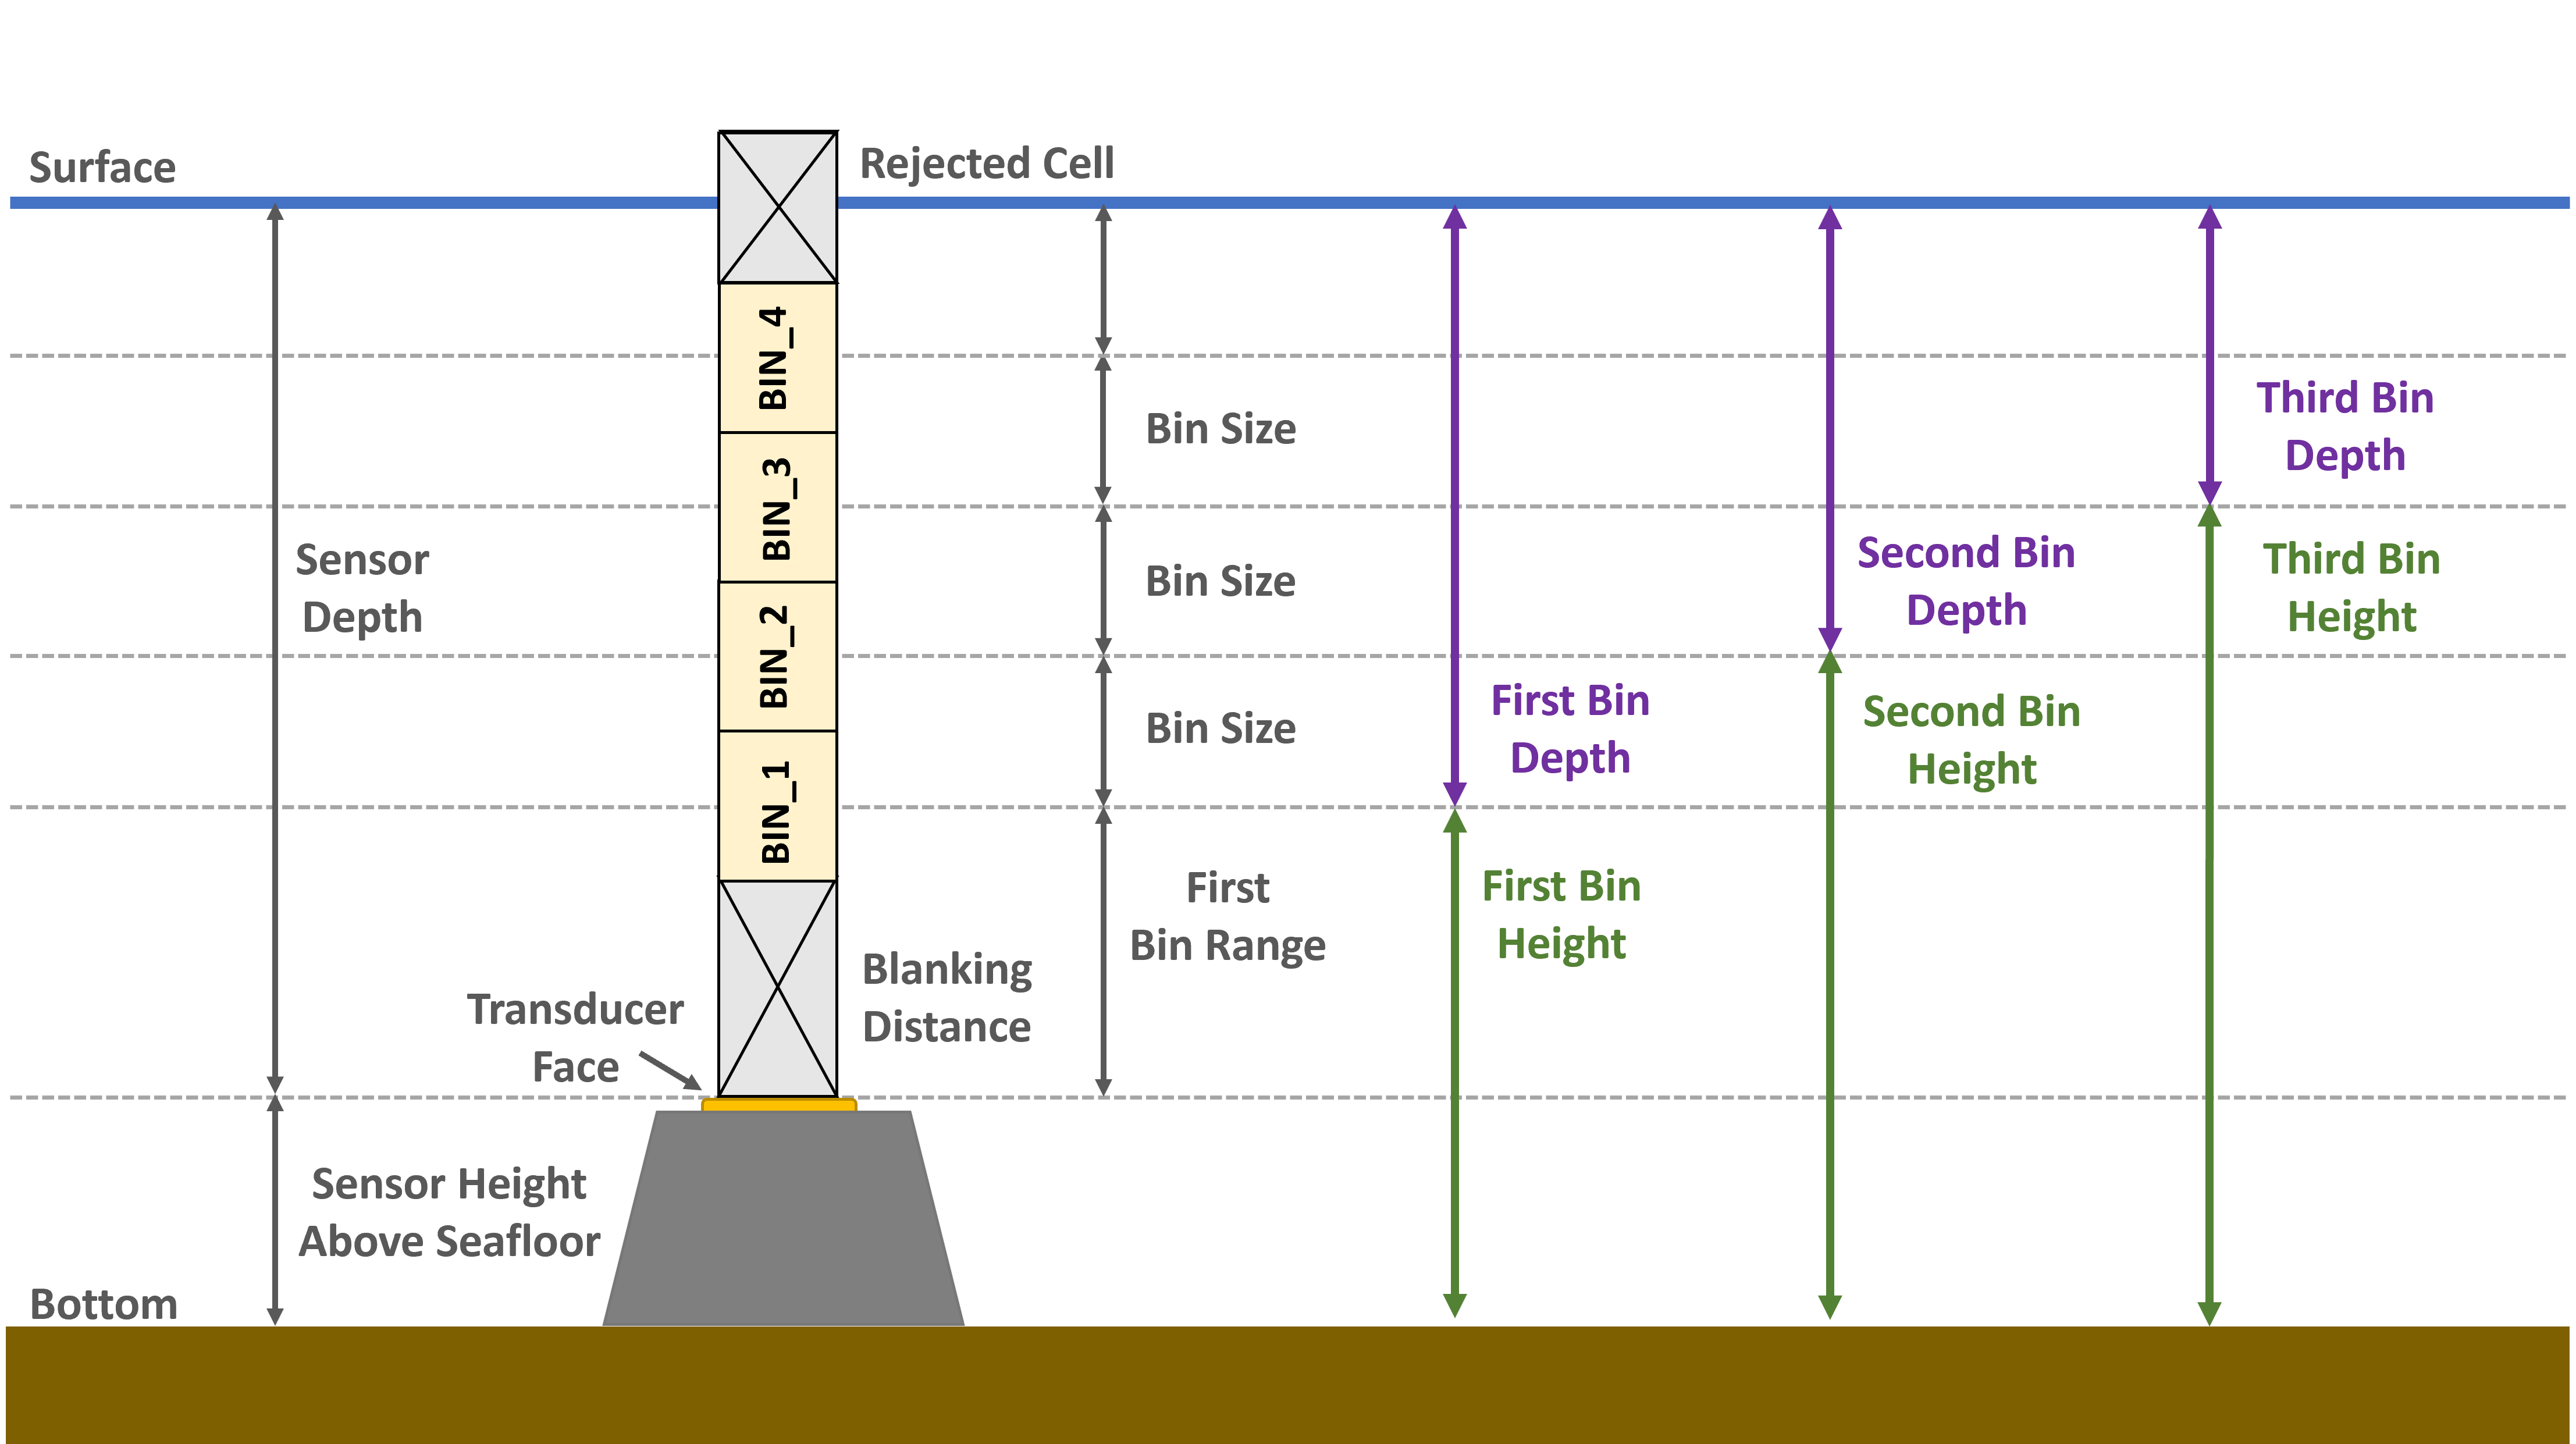 Surface
Rejected Cell
BIN_4
BIN_3
BIN_2
BIN_1
Sensor
Depth
Bin Size
Bin Size
Bin Size
First
Bin Range
Blanking
Distance
Transducer
Face
Sensor Height
Above Seafloor
Bottom
First Bin
Depth
First Bin
Height
Second Bin
Depth
Second Bin
Height
Third Bin
Depth
Third Bin
Height